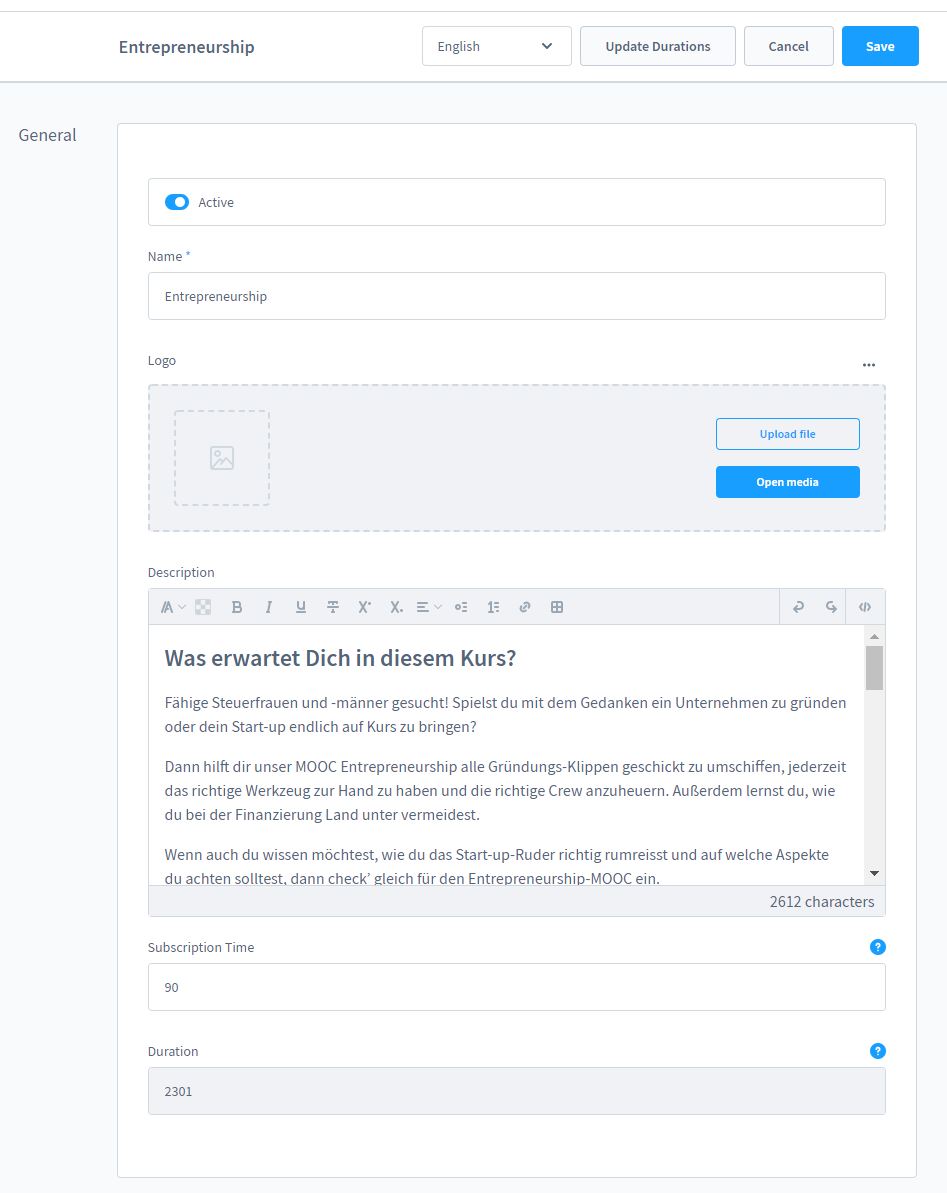 Entrepreneurship
English
Update Durations
Cancel
Save
General
Active
Name *
Entrepreneurship
Logo
Upload file
Open media
Description
Was erwartet Dich in diesem Kurs?
Fähige Steuerfrauen und -männer gesucht! Spielst du mit dem Gedanken ein Unternehmen zu gründen
oder dein Start-up endlich auf Kurs zu bringen?
Dann hilft dir unser MOOC Entrepreneurship alle Gründungs-Klippen geschickt zu umschiffen, jederzeit
das richtige Werkzeug zur Hand zu haben und die richtige Crew anzuheuern. Außerdem lernst du, wie
du bei der Finanzierung Land unter vermeidest.
Wenn auch du wissen möchtest, wie du das Start-up-Ruder richtig rumreisst und auf welche Aspekte
du achten solltest, dann check’ gleich für den Entrepreneurship-MOOC ein.
2612 characters
Subscription Time
90
Duration
2301